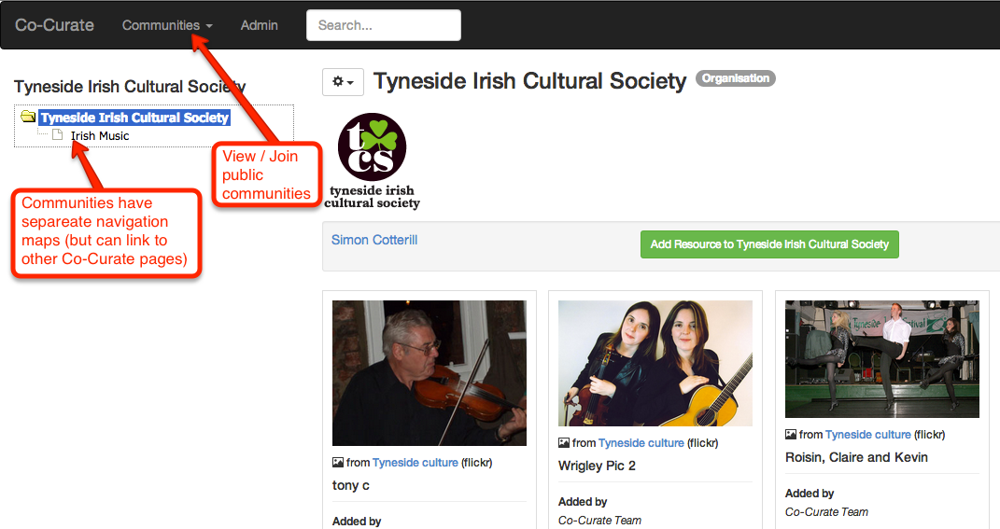 Co-Curate Communities Admin Search...
Tyneside Irish Cultural Society
Tyneside Irish Cultural Society
Irish Music
View / Join
public
communities
Communities have
separeate navigation
maps (but can link to
other Co-Curate pages)
Tyneside Irish Cultural Society Organisation
tcs
tyneside irish
cultural society
Simon Cotterill
Add Resource to Tyneside Irish Cultural Society
from Tyneside culture (flickr)
tony c
Added by
from Tyneside culture (flickr)
Wrigley Pic 2
Added by
Co-Curate Team
Tyneside
from Tyneside culture (flickr)
Roisin, Claire and Kevin
Added by
Co-Curate Team